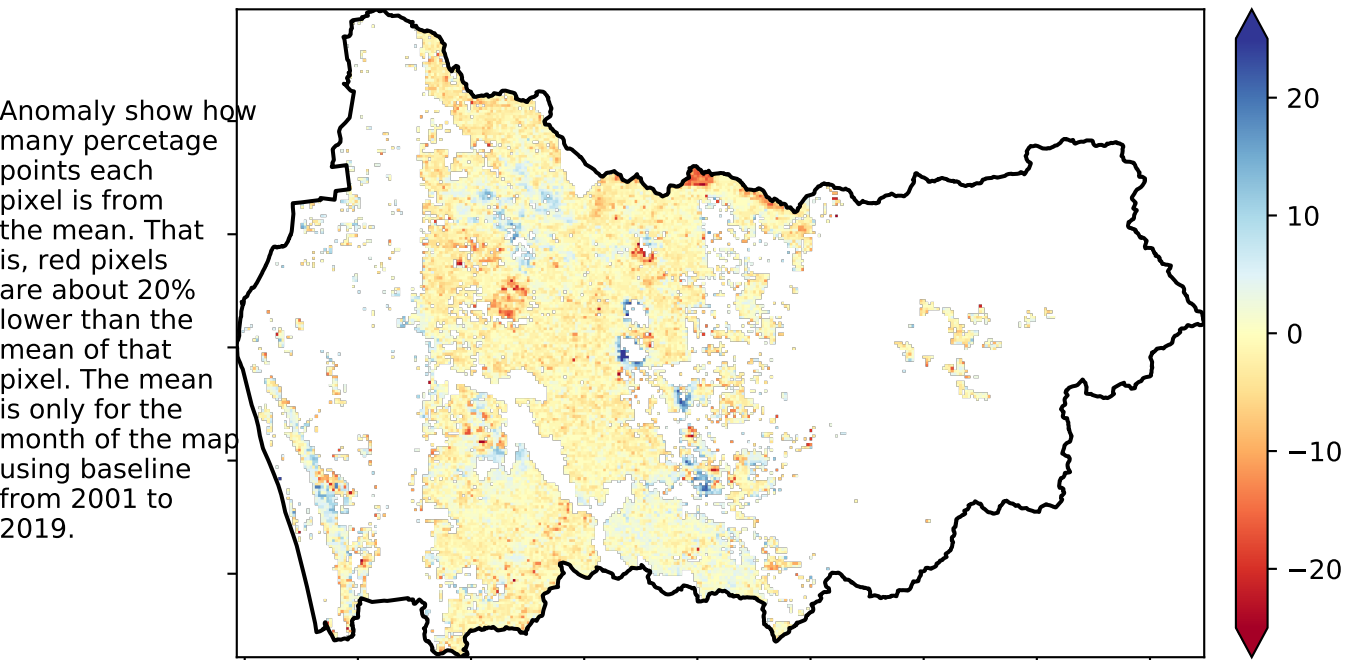 Anomaly show how
many percetage
points each
pixel is from
the mean. That
is, red pixels
are about 20%
lower than the
mean of that
pixel. The mean
is only for the
month of the map
using baseline
from 2001 to
2019.
20
10
0
−10
−20